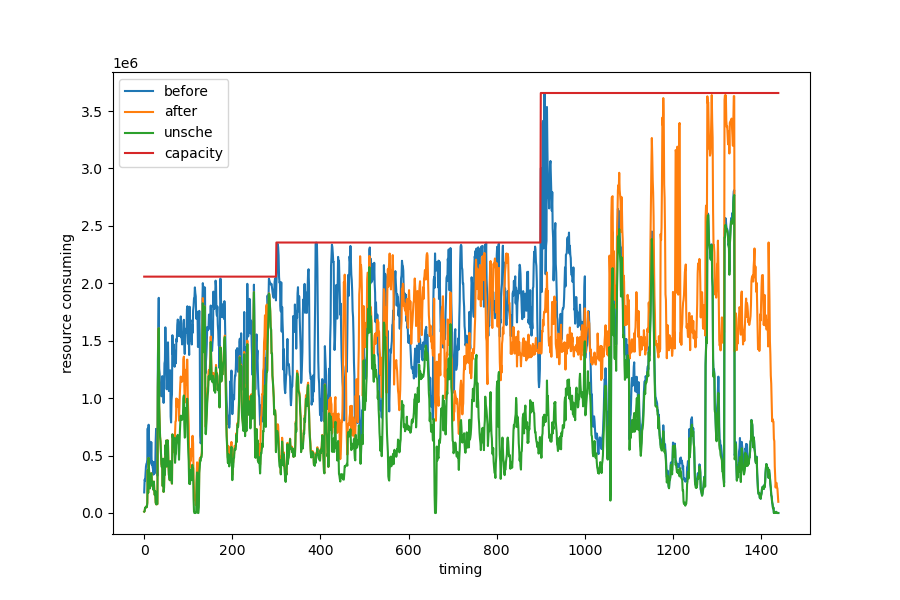 1e6
before
after
unsche
capacity
3.5
3.0
2.5
2.0
1.5
1.0
0.5
0.0
resource consuming
0 200 400 600 800 1000 1200 1400
timing